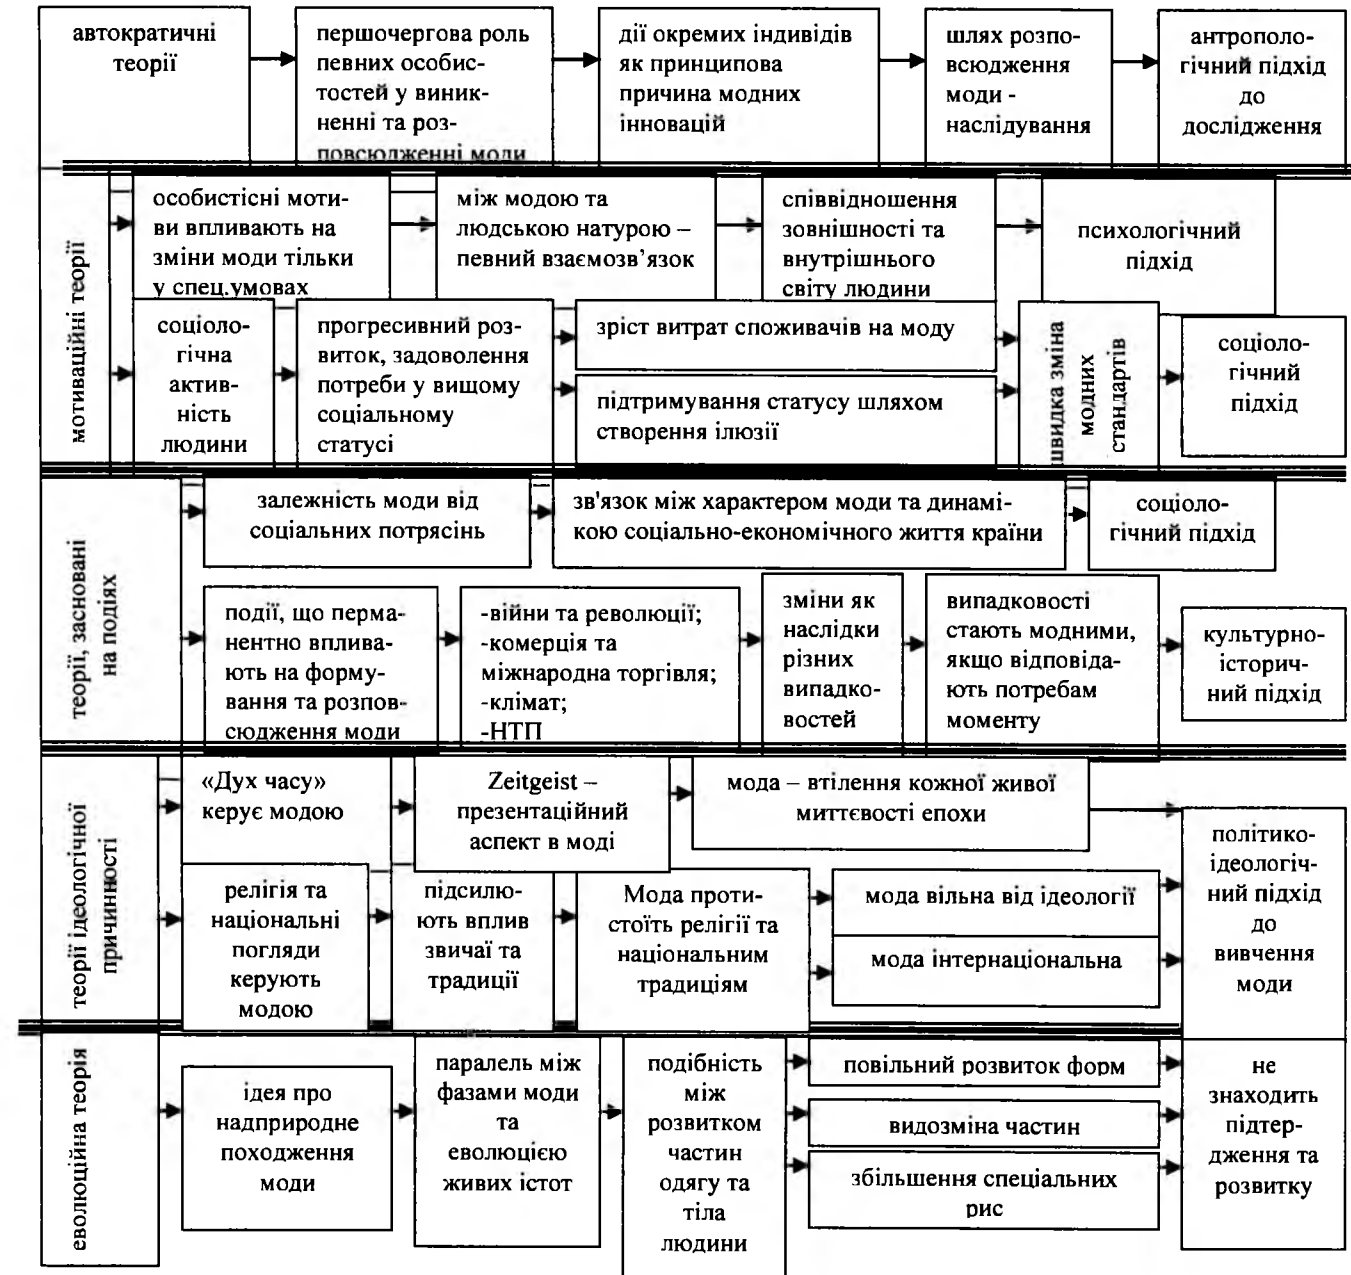 автократичні
теорії
першочергова роль
певних особис-
тостей у виник-
ненні та роз-
повсюдженні моди
дії окремих індивідів
як принципова
причина модних
інновацій
шлях розпо-
всюдження
моди -
наслідування
антрополо-
гічний підхід
до
дослідження
мотиваційні теорії
особистісні моти-
ви впливають на
зміни моди тільки
у спец.умовах
між модою та
людською натурою –
певний взаємозв’язок
співвідношення
зовнішності та
внутрішнього
світу людини
психологічний
підхід
соціоло-
гічна
актив-
ність
людини
прогресивний роз-
виток, задоволення
потреби у вищому
соціальному
статусі
зріст витрат споживачів на моду
підтримування статусу шляхом
створення ілюзії
швидка зміна
модних
стандартів
соціоло-
гічний
підхід
теорії, засновані
на подіях
залежність моди від
соціальних потрясінь
зв'язок між характером моди та динамі-
кою соціально-економічного життя країни
соціоло-
гічний підхід
події, що перма-
нентно вплива-
ють на форму-
вання та розпов-
сюдження моди
-війни та революції;
-комерція та
міжнародна торгівля;
-клімат;
-НТП
зміни як
наслідки
різних
випадко-
востей
випадковості
стають модними,
якщо відповіда-
ють потребам
моменту
культурно-
історич-
ний підхід
теорії ідеологічної
причинності
«Дух часу»
керує модою
Zeitgeist –
презентаційний
аспект в моді
мода – втілення кожної живої
миттєвості епохи
політико-
ідеологіч-
ний підхід
до
вивчення
моди
релігія та
національні
погляди
керують
модою
підсилю-
ють вплив
звичаї та
традиції
Мода проти-
стоїть релігії та
національним
традиціям
мода вільна від ідеології
мода інтернаціональна
еволюційна теорія
ідея про
надприродне
походження
моди
паралель між
фазами моди
та
еволюцією
живих істот
подібність
між
розвитком
частин
одягу та
тіла
людини
повільний розвиток форм
видозміна частин
збільшення спеціальних
рис
не
знаходить
підтер-
дження та
розвитку